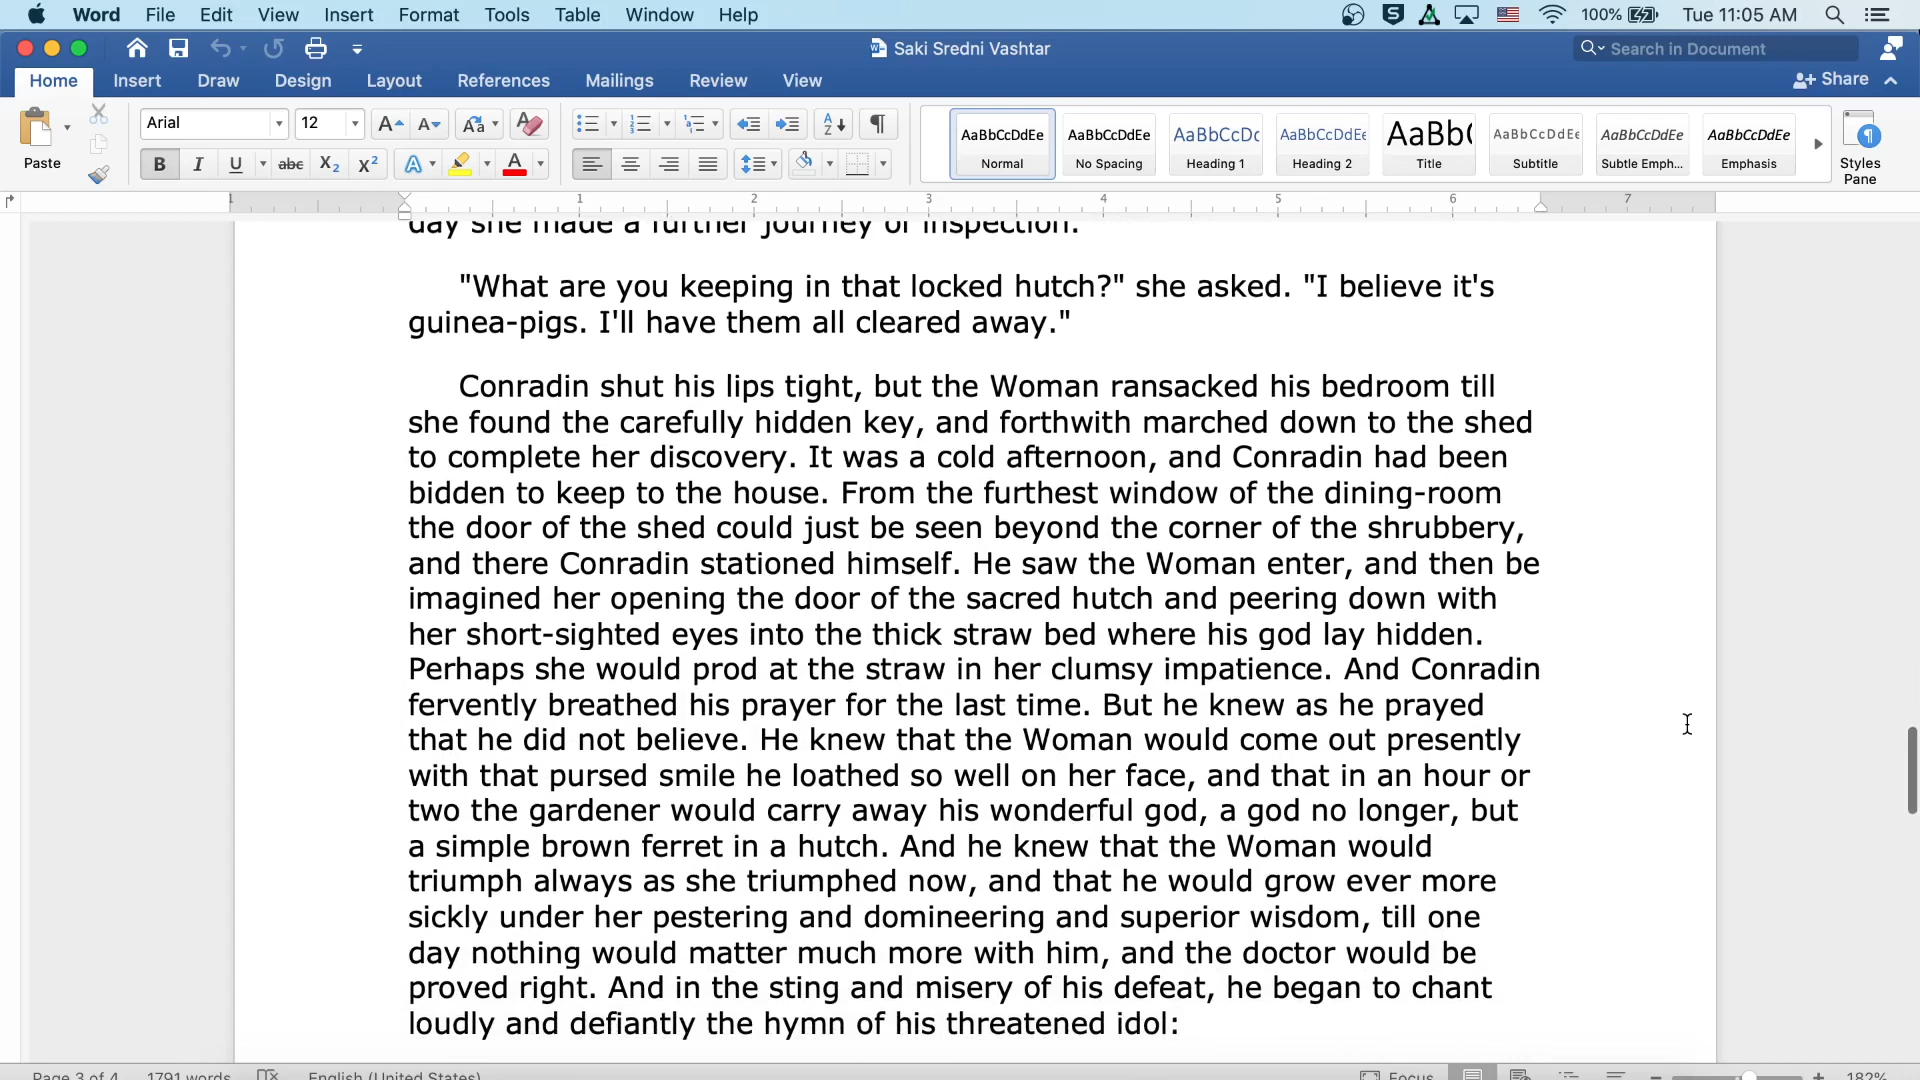 Word File Edit View Insert Format Tools Table Window Help 100% Tue 11:05 AM
Saki Sredni Vashtar Search in Document
Home Insert Draw Design Layout References Mailings Review View Share
Paste Arial 12 AaBbCcDdEe AaBbCcDdEe AaBbCcDc AaBbCcDdEe AaBb( AaBbCcDdEe AaBbCcDdEe AaBbCcDdEe
Normal No Spacing Heading 1 Heading 2 Title Subtitle Subtle Emph... Emphasis Styles Pane
1 1 2 3 4 5 6 7
day she made a further journey of inspection.
"What are you keeping in that locked hutch?" she asked. "I believe it's
guinea-pigs. I'll have them all cleared away."
Conradin shut his lips tight, but the Woman ransacked his bedroom till
she found the carefully hidden key, and forthwith marched down to the shed
to complete her discovery. It was a cold afternoon, and Conradin had been
bidden to keep to the house. From the furthest window of the dining-room
the door of the shed could just be seen beyond the corner of the shrubbery,
and there Conradin stationed himself. He saw the Woman enter, and then be
imagined her opening the door of the sacred hutch and peering down with
her short-sighted eyes into the thick straw bed where his god lay hidden.
Perhaps she would prod at the straw in her clumsy impatience. And Conradin
fervently breathed his prayer for the last time. But he knew as he prayed
that he did not believe. He knew that the Woman would come out presently
with that pursed smile he loathed so well on her face, and that in an hour or
two the gardener would carry away his wonderful god, a god no longer, but
a simple brown ferret in a hutch. And he knew that the Woman would
triumph always as she triumphed now, and that he would grow ever more
sickly under her pestering and domineering and superior wisdom, till one
day nothing would matter much more with him, and the doctor would be
proved right. And in the sting and misery of his defeat, he began to chant
loudly and defiantly the hymn of his threatened idol:
Page 3 of 4 1791 words English (United States) Focus 182%